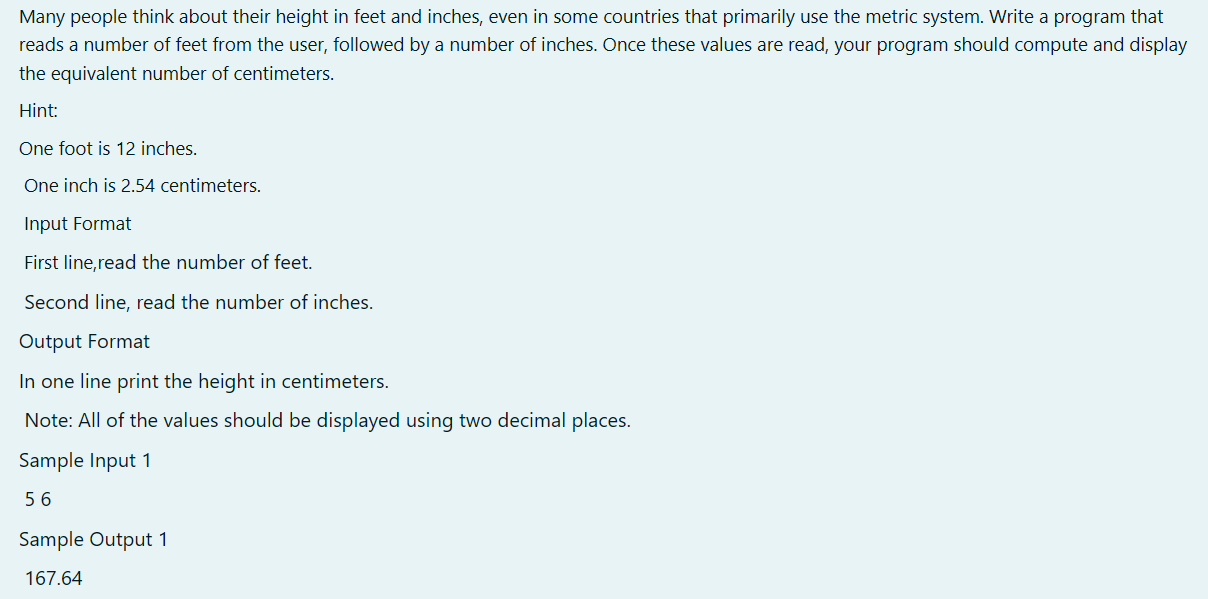 Many people think about their height in feet and inches, even in some countries that primarily use the metric system. Write a program that
reads a number of feet from the user, followed by a number of inches. Once these values are read, your program should compute and display
the equivalent number of centimeters.
Hint:
One foot is 12 inches.
One inch is 2.54 centimeters.
Input Format
First line,read the number of feet.
Second line, read the number of inches.
Output Format
In one line print the height in centimeters.
Note: All of the values should be displayed using two decimal places.
Sample Input 1
5 6
Sample Output 1
167.64